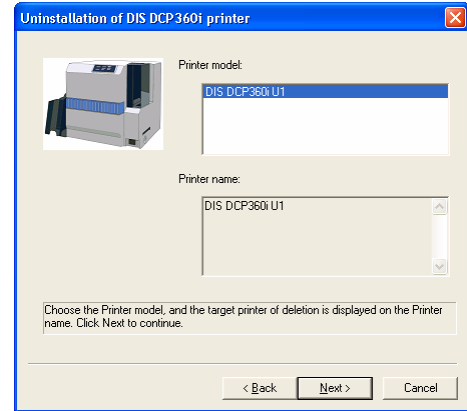 Uninstallation of DIS DCP360i printer
Printer model:
DIS DCP360i U1
Printer name:
DIS DCP360i U1
Choose the Printer model, and the target printer of deletion is displayed on the Printer
name. Click Next to continue.
< Back
Next >
Cancel